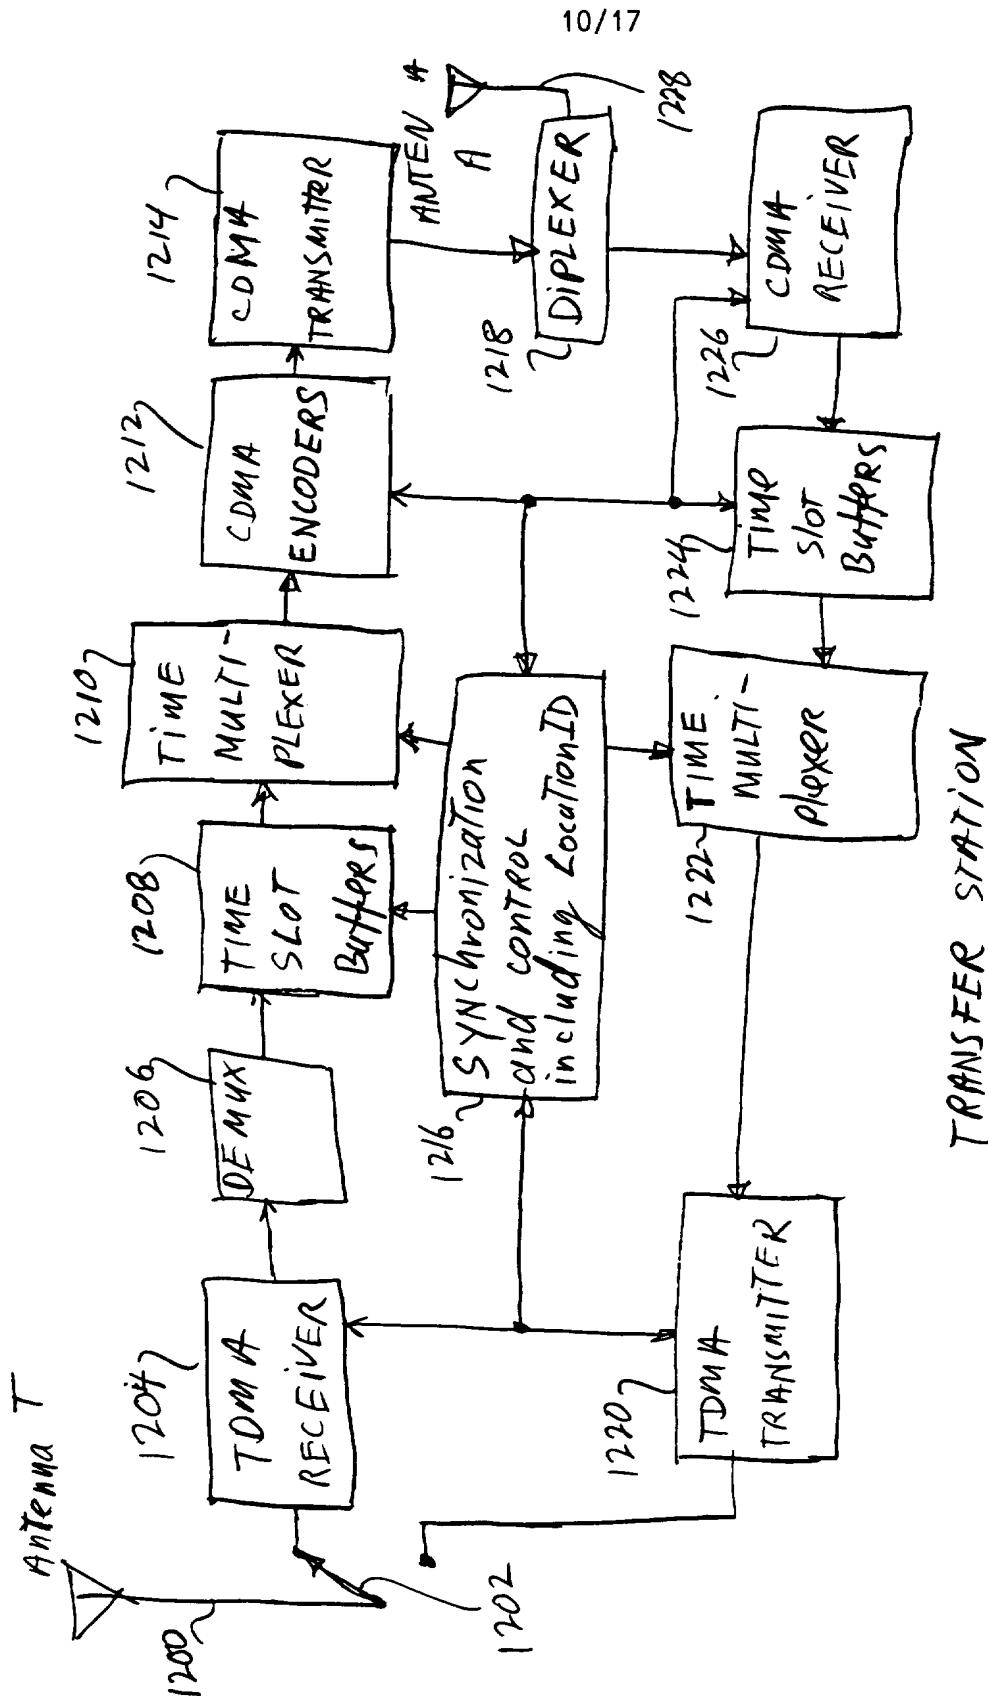 10/17
Antenna T
1200
1202
1204
TDMA
RECEIVER
1206
DEMUX
1208
TIME
SLOT
Buffers
1210
TIME
MULTI-
PLEXER
1212
CDMA
ENCODERS
1214
CDMA
TRANSMITTER
ANTEN A
A
1228
1218
DIPLEXER
1216
SYNChronization
and control
including LocationID
1220
TDMA
TRANSMITTER
1222
TIME
MULTI-
plexer
1224
TIME
Slot
Buffers
1226
CDMA
RECEIVER
TRANSFER STATION